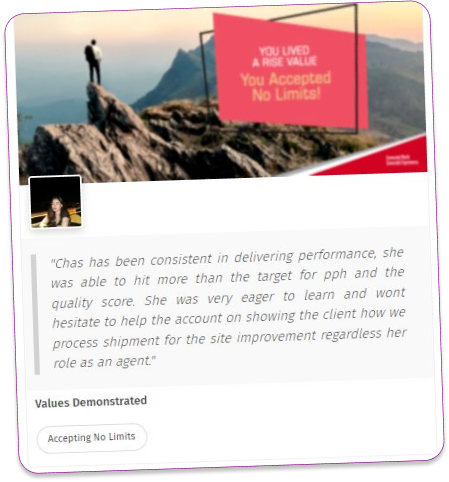 YOU LIVED
A RISE VALUE
You Accepted
No Limits!
"Chas has been consistent in delivering performance, she
was able to hit more than the target for pph and the
quality score. She was very eager to learn and wont
hesitate to help the account on showing the client how we
process shipment for the site improvement regardless her
role as an agent."
Values Demonstrated
Accepting No Limits